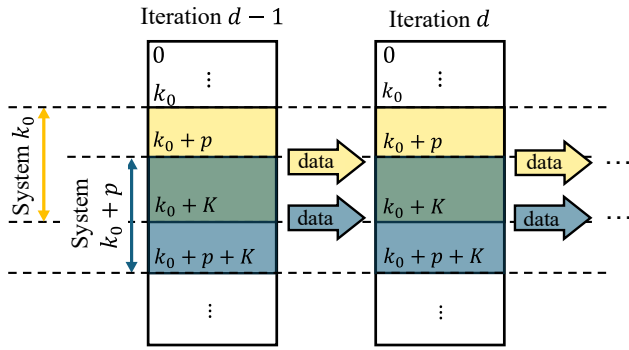 Iteration d − 1
Iteration d
0
⋮
k₀
k₀ + p
k₀ + K
k₀ + p + K
⋮
0
⋮
k₀
k₀ + p
k₀ + K
k₀ + p + K
⋮
System k₀
System
k₀ + p
data
data
data
data
⋯
⋯